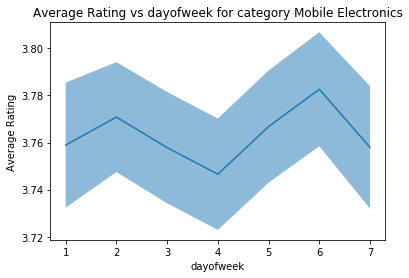 Average Rating vs dayofweek for category Mobile Electronics
3.80
3.78
3.76
3.74
3.72
Average Rating
1 2 3 4 5 6 7
dayofweek